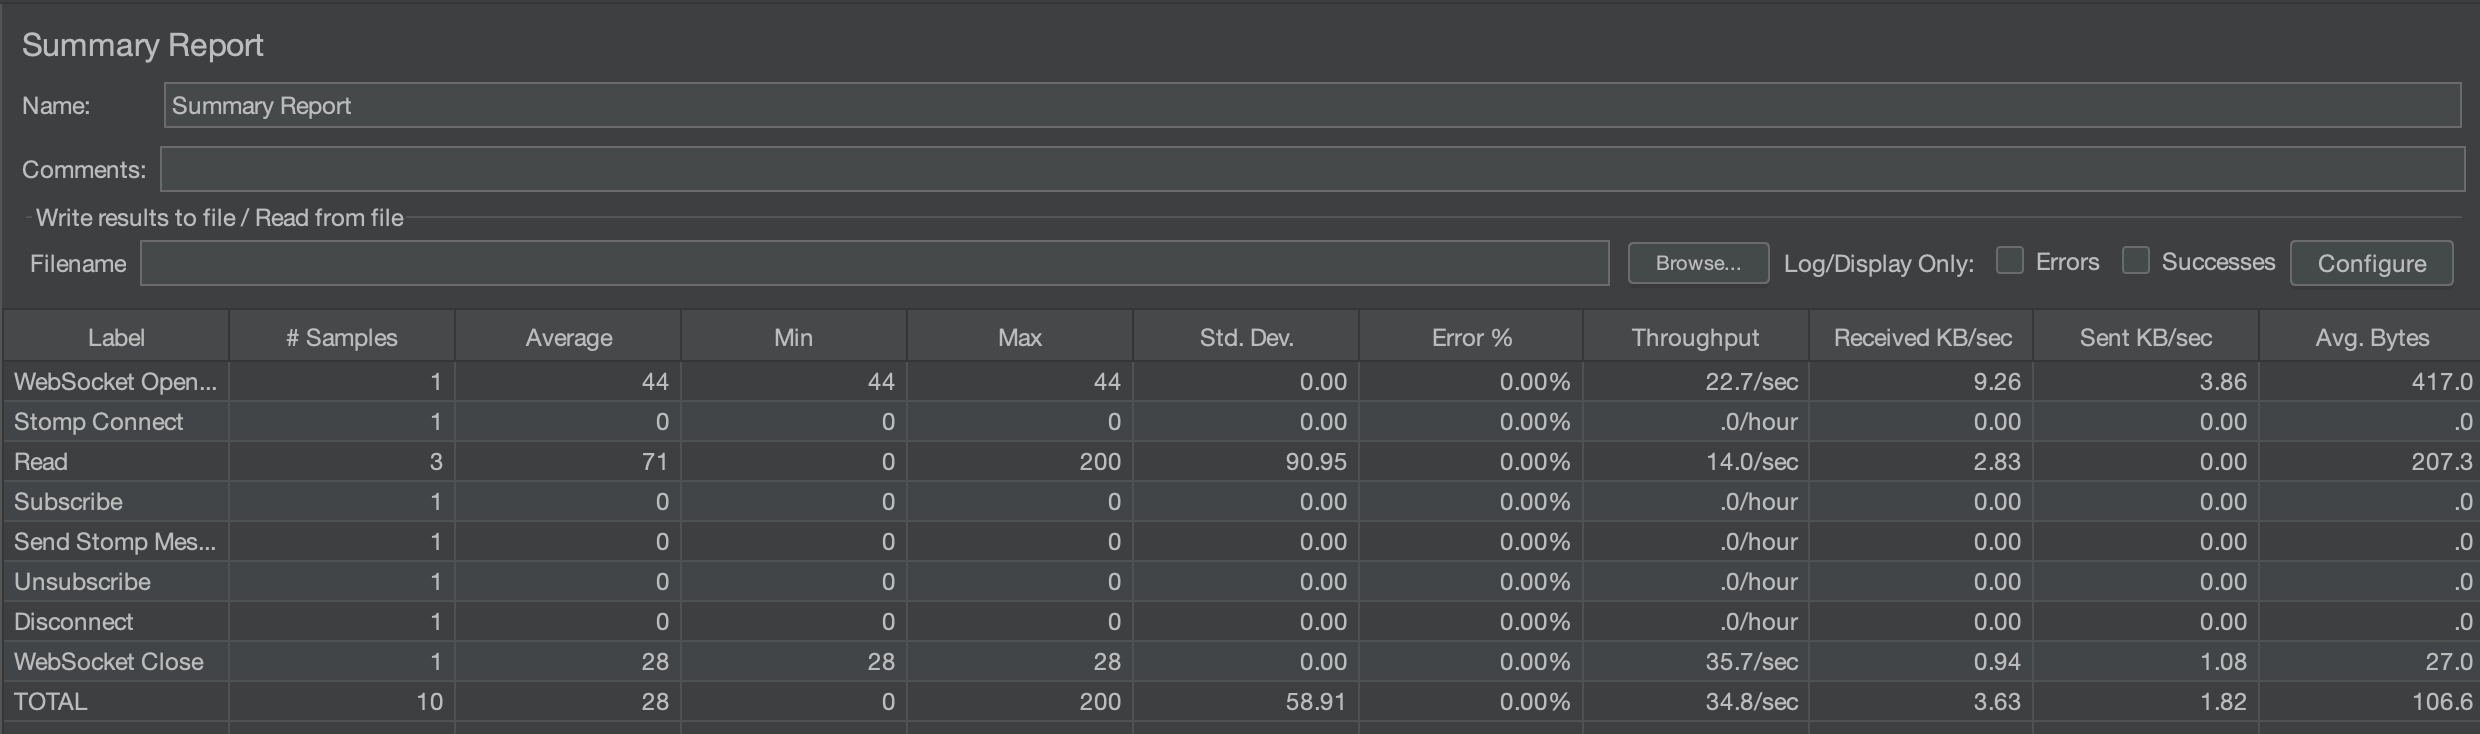 Summary Report
Name: Summary Report
Comments:
Write results to file / Read from file
Filename Browse... Log/Display Only: Errors Successes Configure
Label # Samples Average Min Max Std. Dev. Error % Throughput Received KB/sec Sent KB/sec Avg. Bytes
WebSocket Open... 1 44 44 44 0.00 0.00% 22.7/sec 9.26 3.86 417.0
Stomp Connect 1 0 0 0 0.00 0.00% .0/hour 0.00 0.00 .0
Read 3 71 0 200 90.95 0.00% 14.0/sec 2.83 0.00 207.3
Subscribe 1 0 0 0 0.00 0.00% .0/hour 0.00 0.00 .0
Send Stomp Mes... 1 0 0 0 0.00 0.00% .0/hour 0.00 0.00 .0
Unsubscribe 1 0 0 0 0.00 0.00% .0/hour 0.00 0.00 .0
Disconnect 1 0 0 0 0.00 0.00% .0/hour 0.00 0.00 .0
WebSocket Close 1 28 28 28 0.00 0.00% 35.7/sec 0.94 1.08 27.0
TOTAL 10 28 0 200 58.91 0.00% 34.8/sec 3.63 1.82 106.6